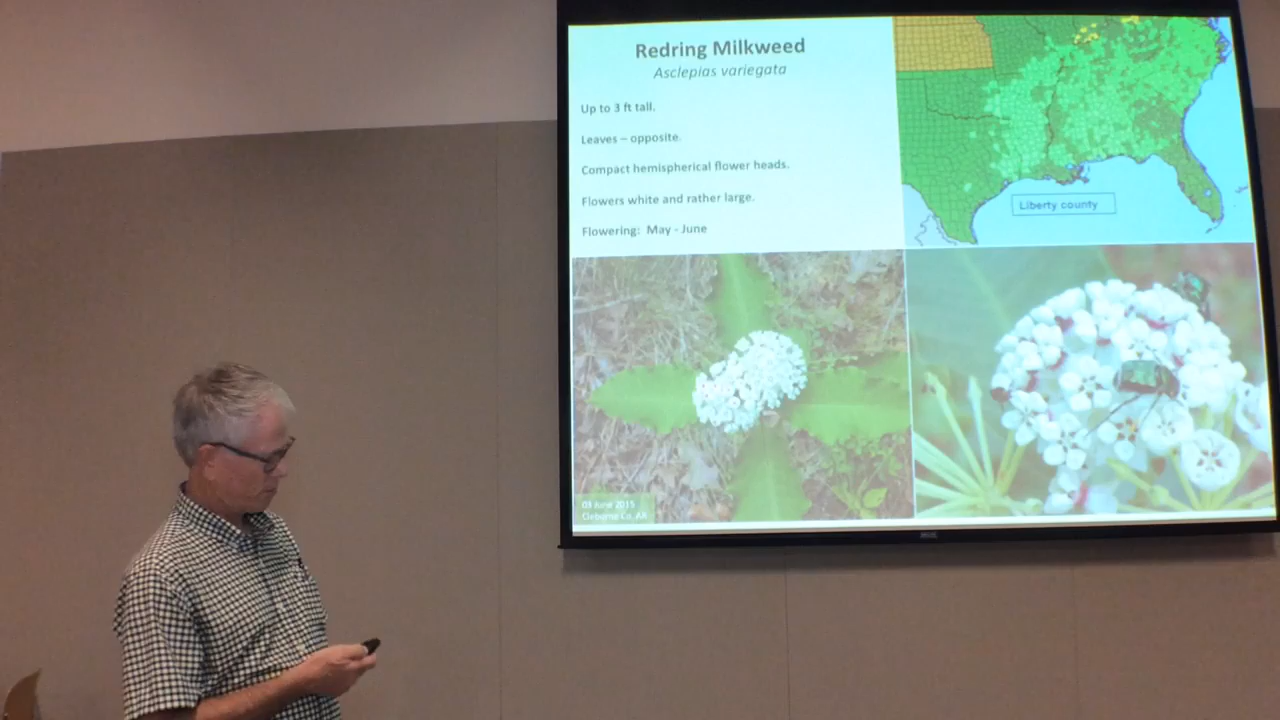 Redring Milkweed
Asclepias variegata
Up to 3 ft tall.
Leaves – opposite.
Compact hemispherical flower heads.
Flowers white and rather large.
Flowering: May - June
Liberty county
03 June 2015
Cleburne Co. AR